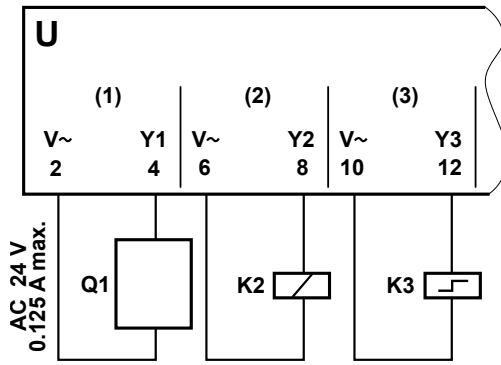 U
(1) (2) (3)
V~ Y1 V~ Y2 V~ Y3
2 4 6 8 10 12
AC 24 V
0.125 A max.
Q1 K2 K3